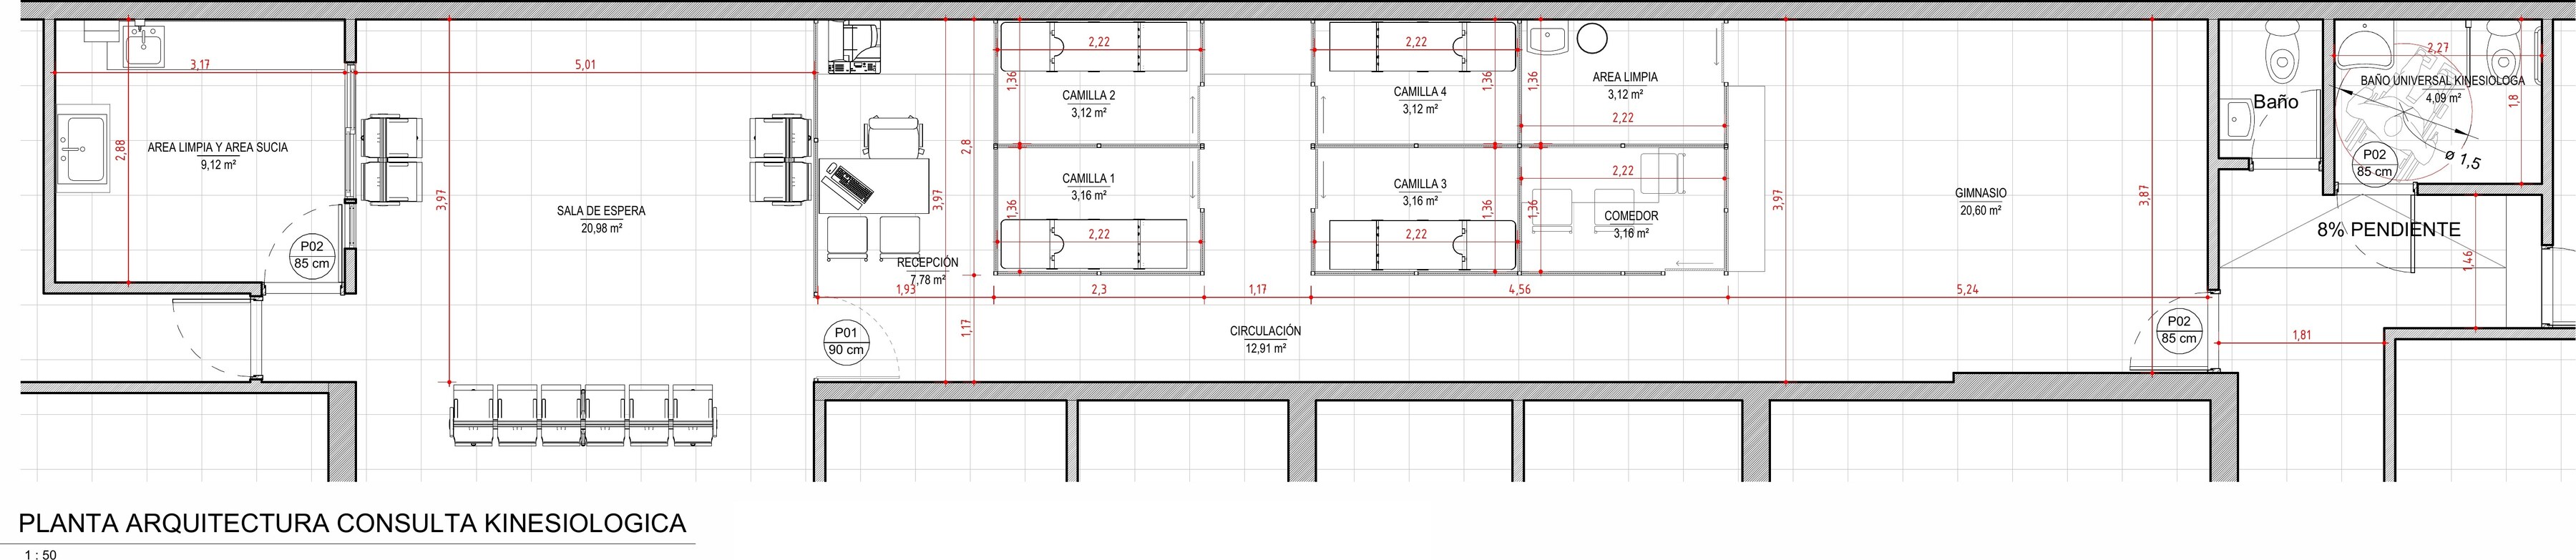 3,17
2,88
AREA LIMPIA Y AREA SUCIA
9,12 m²
P02
85 cm
5,01
3,97
SALA DE ESPERA
20,98 m²
3,97
2,8
RECEPCIÓN
7,78 m²
1,93
1,17
P01
90 cm
2,22
1,36
CAMILLA 2
3,12 m²
CAMILLA 1
3,16 m²
1,36
2,22
2,3
1,17
CIRCULACIÓN
12,91 m²
2,22
1,36
CAMILLA 4
3,12 m²
CAMILLA 3
3,16 m²
1,36
2,22
4,56
1,36
AREA LIMPIA
3,12 m²
2,22
2,22
1,36
COMEDOR
3,16 m²
3,97
GIMNASIO
20,60 m²
3,87
5,24
P02
85 cm
Baño
2,27
BAÑO UNIVERSAL KINESIOLOGA
4,09 m²
1,8
P02
85 cm
ø 1,5
8% PENDIENTE
1,46
1,81
PLANTA ARQUITECTURA CONSULTA KINESIOLOGICA
1 : 50